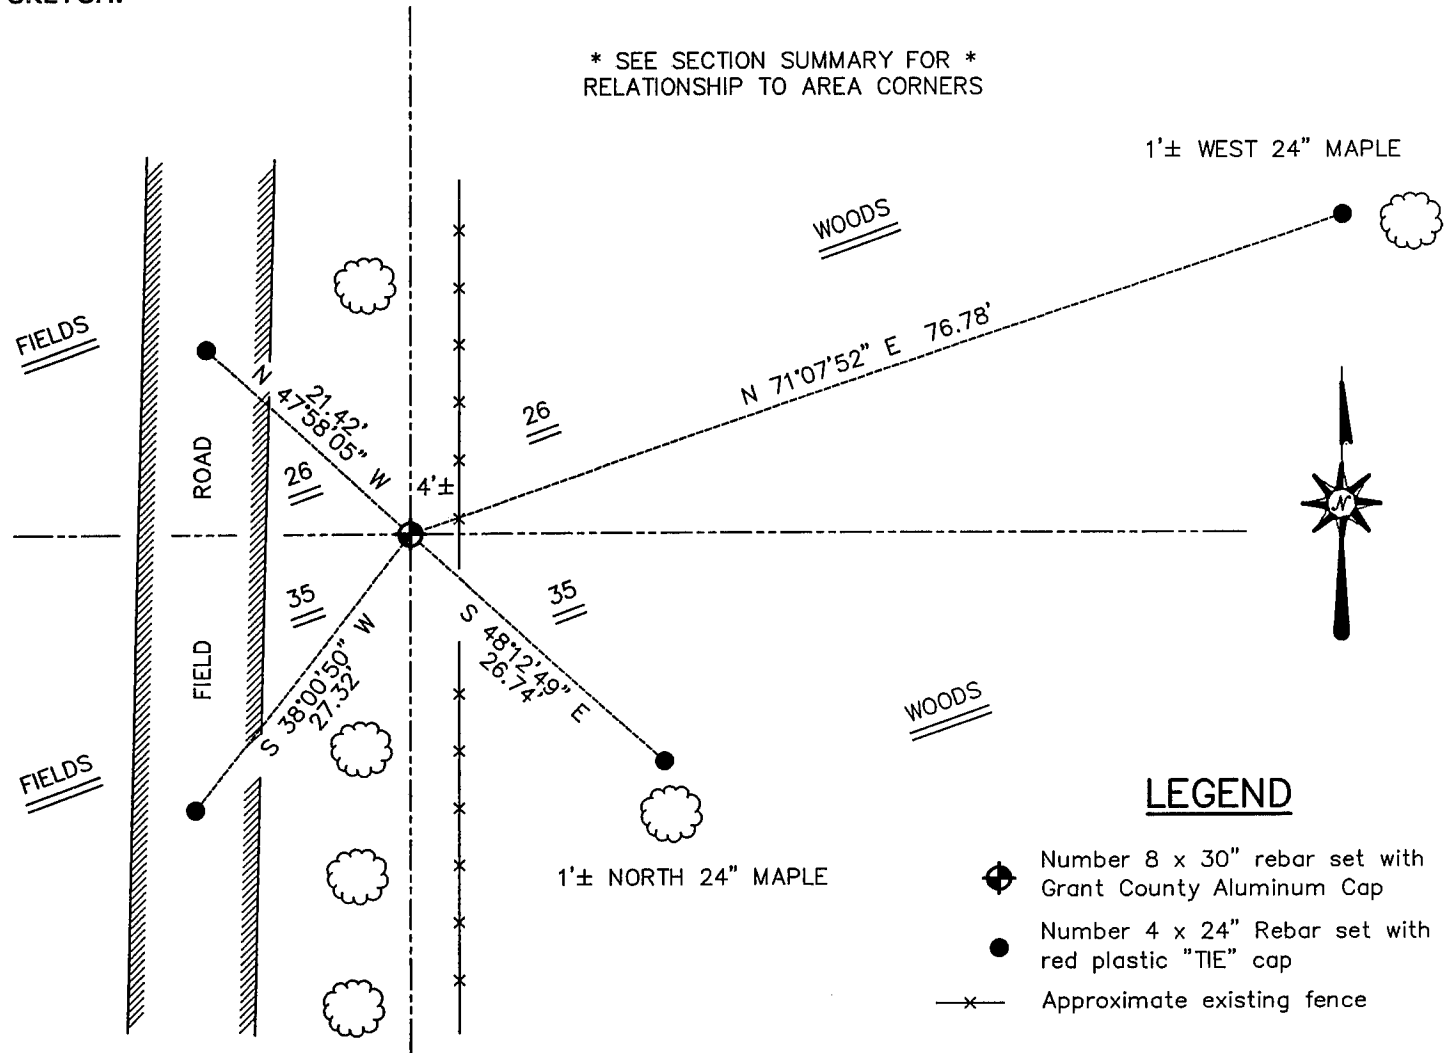 * SEE SECTION SUMMARY FOR *
RELATIONSHIP TO AREA CORNERS
1'± WEST 24" MAPLE
WOODS
FIELDS
N 71°07'52" E 76.78'
21.42'
N 47°58'05" W
26
26
ROAD
4'±
N
35
35
S 38°00'50" W
27.32'
S 48°12'49" E
26.74'
FIELD
WOODS
FIELDS
1'± NORTH 24" MAPLE
LEGEND
Number 8 x 30" rebar set with
Grant County Aluminum Cap
Number 4 x 24" Rebar set with
red plastic "TIE" cap
Approximate existing fence